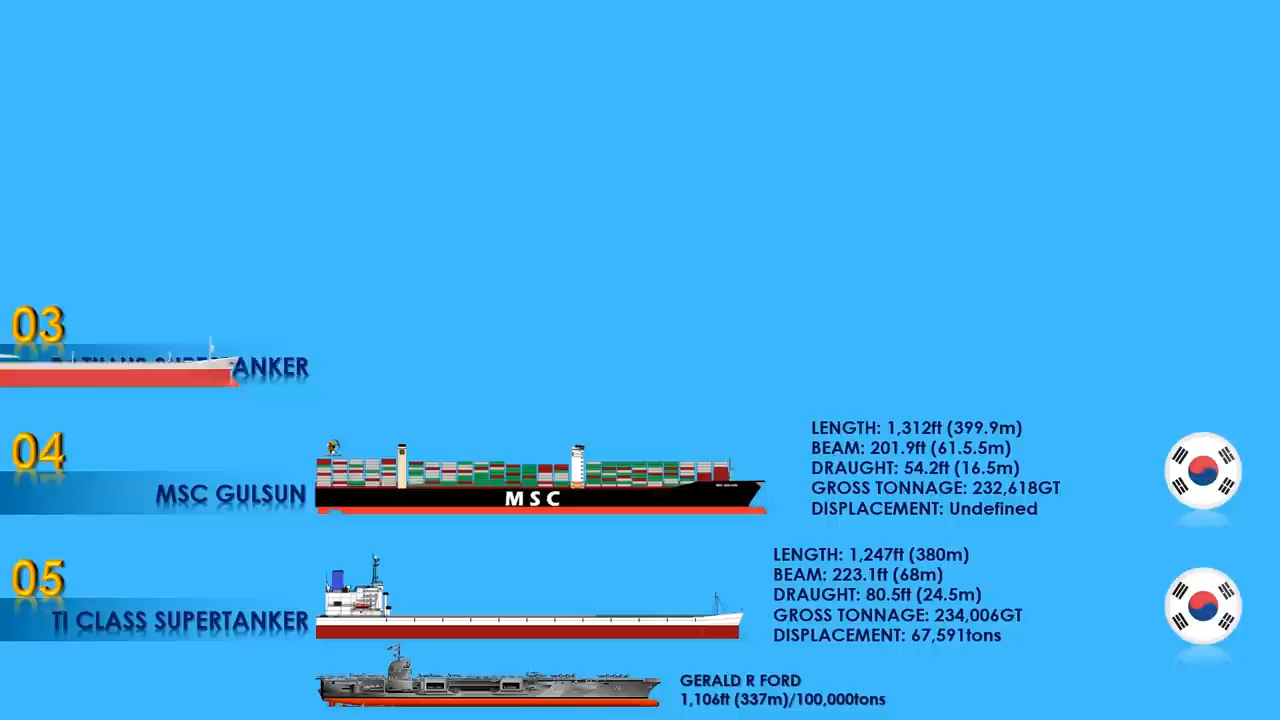 03
ANKER
04
MSC GULSUN
MSC
LENGTH: 1,312ft (399.9m)
BEAM: 201.9ft (61.5.5m)
DRAUGHT: 54.2ft (16.5m)
GROSS TONNAGE: 232,618GT
DISPLACEMENT: Undefined
05
TI CLASS SUPERTANKER
LENGTH: 1,247ft (380m)
BEAM: 223.1ft (68m)
DRAUGHT: 80.5ft (24.5m)
GROSS TONNAGE: 234,006GT
DISPLACEMENT: 67,591tons
GERALD R FORD
1,106ft (337m)/100,000tons